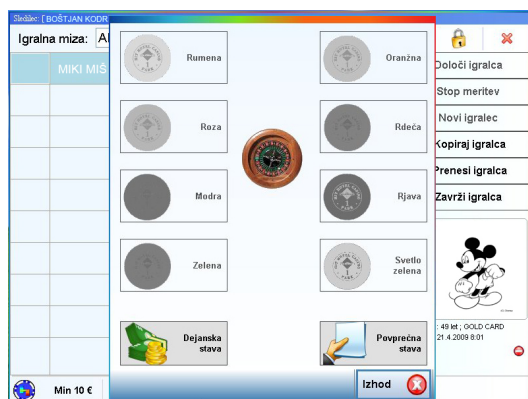 Sledilec: [ BOŠTJAN KODR
Igralna miza:
MIKI MIŠ
Rumena
Oranžna
Roza
Rdeča
Modra
Rjava
Zelena
Svetlo
zelena
Dejanska
stava
Povprečna
stava
Izhod
Določi igralca
Stop meritev
Novi igralec
Kopiraj igralca
Prenesi igralca
Zavrži igralca
: 49 let ; GOLD CARD
21.4.2009 8:01
Min 10 €